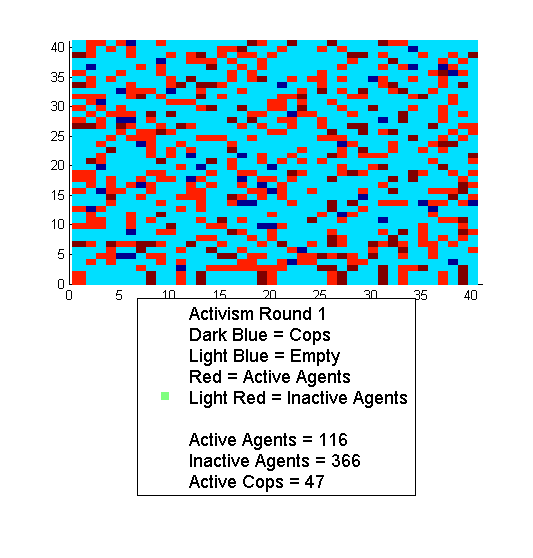 40
35
30
25
20
15
10
5
0
0 5 10 15 20 25 30 35 40
Activism Round 1
Dark Blue = Cops
Light Blue = Empty
Red = Active Agents
Light Red = Inactive Agents
Active Agents = 116
Inactive Agents = 366
Active Cops = 47